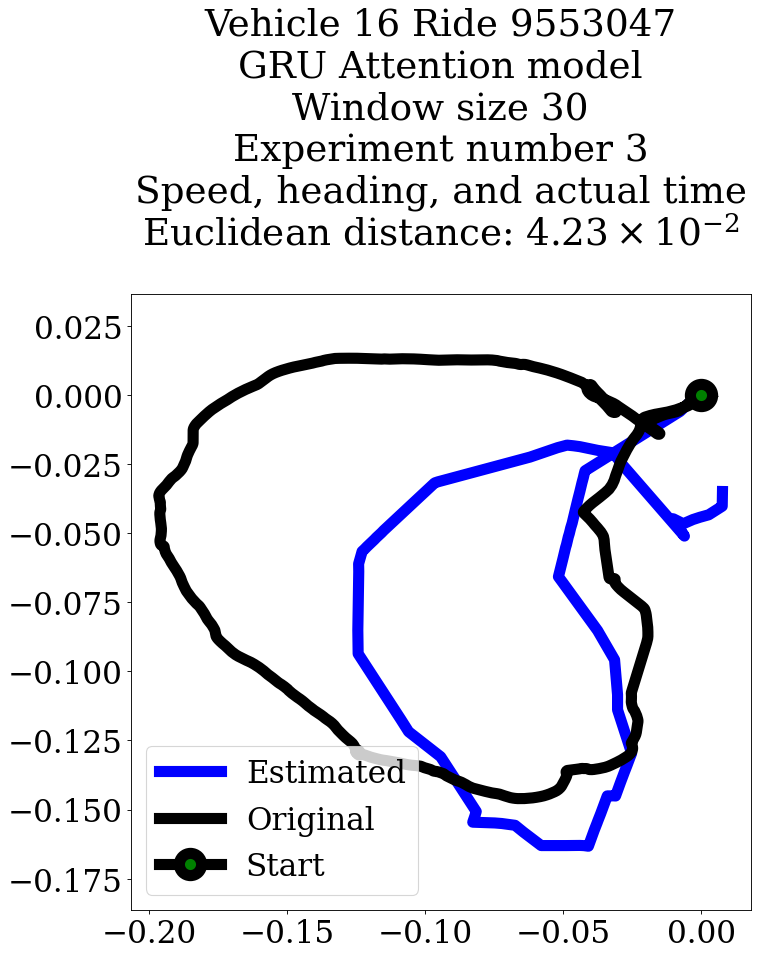 Vehicle 16 Ride 9553047
GRU Attention model
Window size 30
Experiment number 3
Speed, heading, and actual time
Euclidean distance: 4.23 × 10⁻²
0.025
0.000
−0.025
−0.050
−0.075
−0.100
−0.125
−0.150
−0.175
Estimated
Original
Start
−0.20 −0.15 −0.10 −0.05 0.00